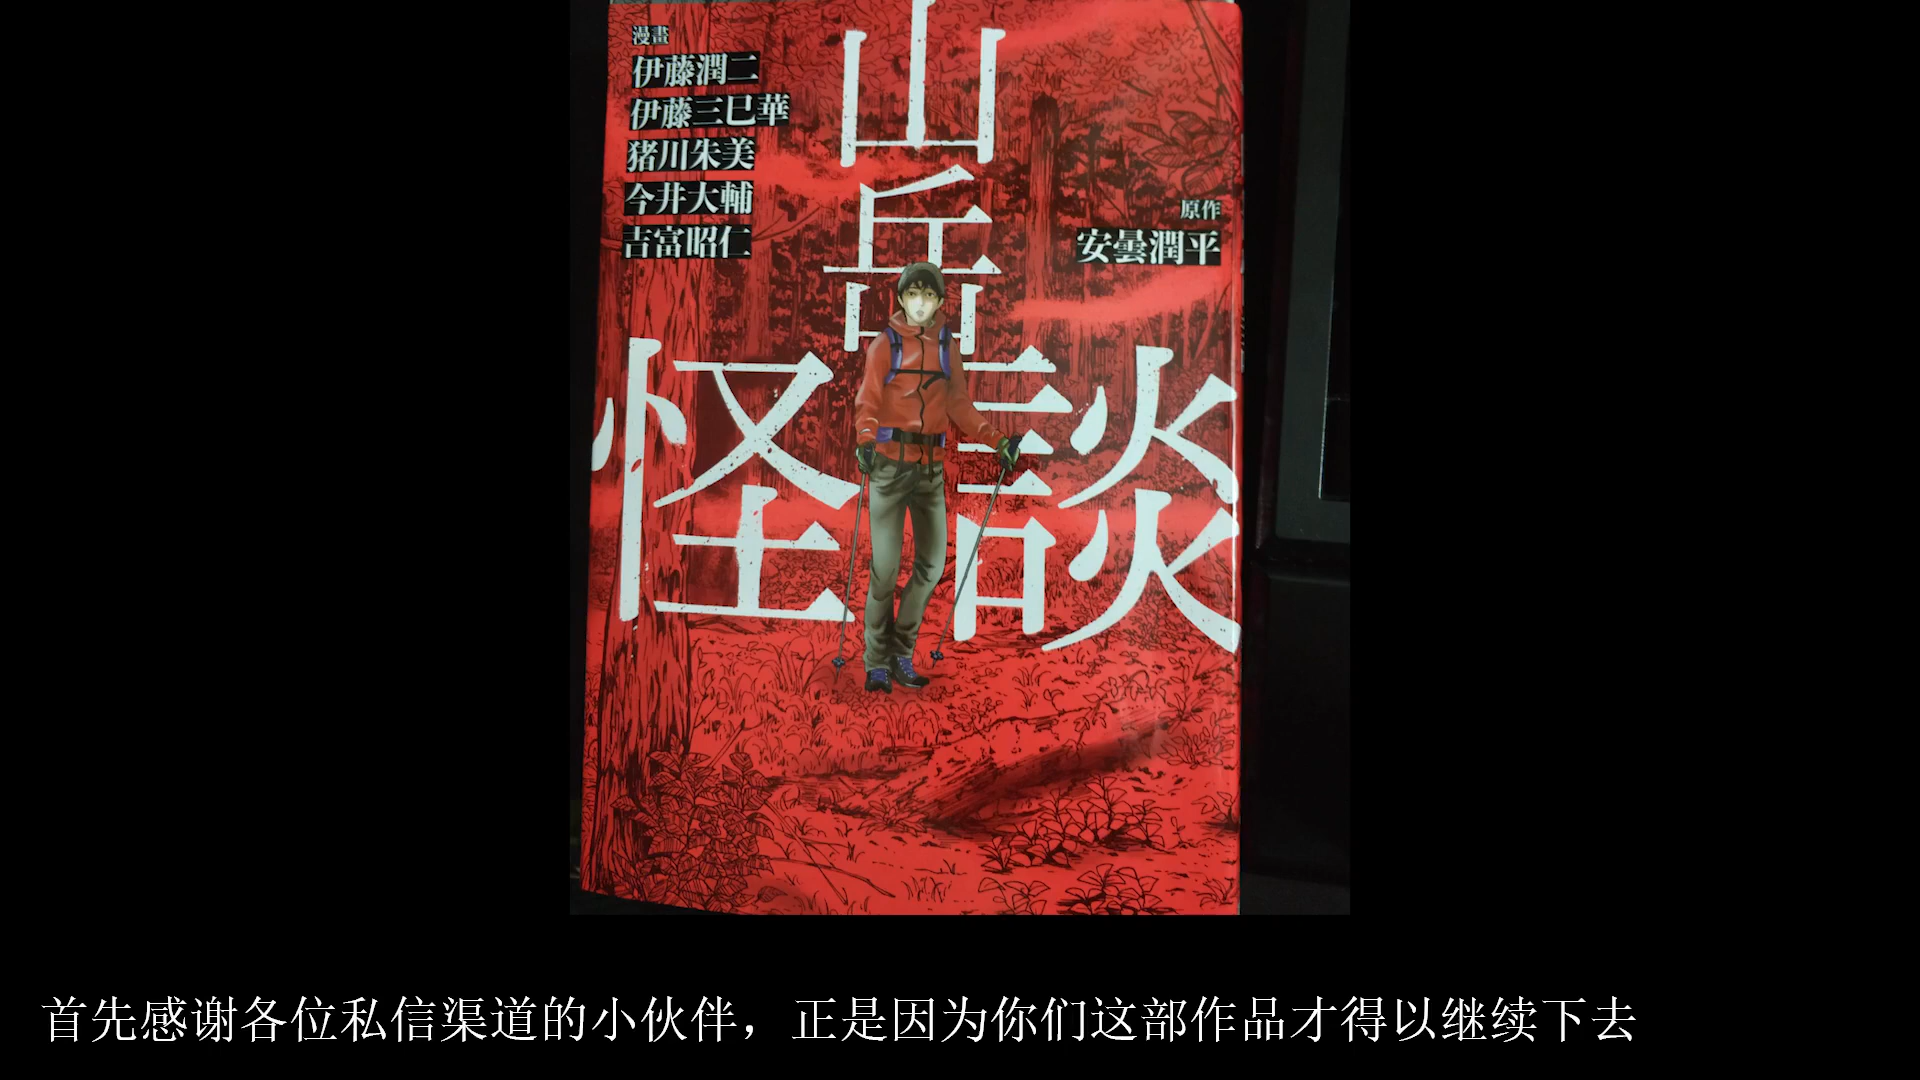 漫畫
伊藤潤二
伊藤三巳華
猪川朱美
今井大輔
吉富昭仁
山岳
怪談
原作
安曇潤平
首先感谢各位私信渠道的小伙伴，正是因为你们这部作品才得以继续下去